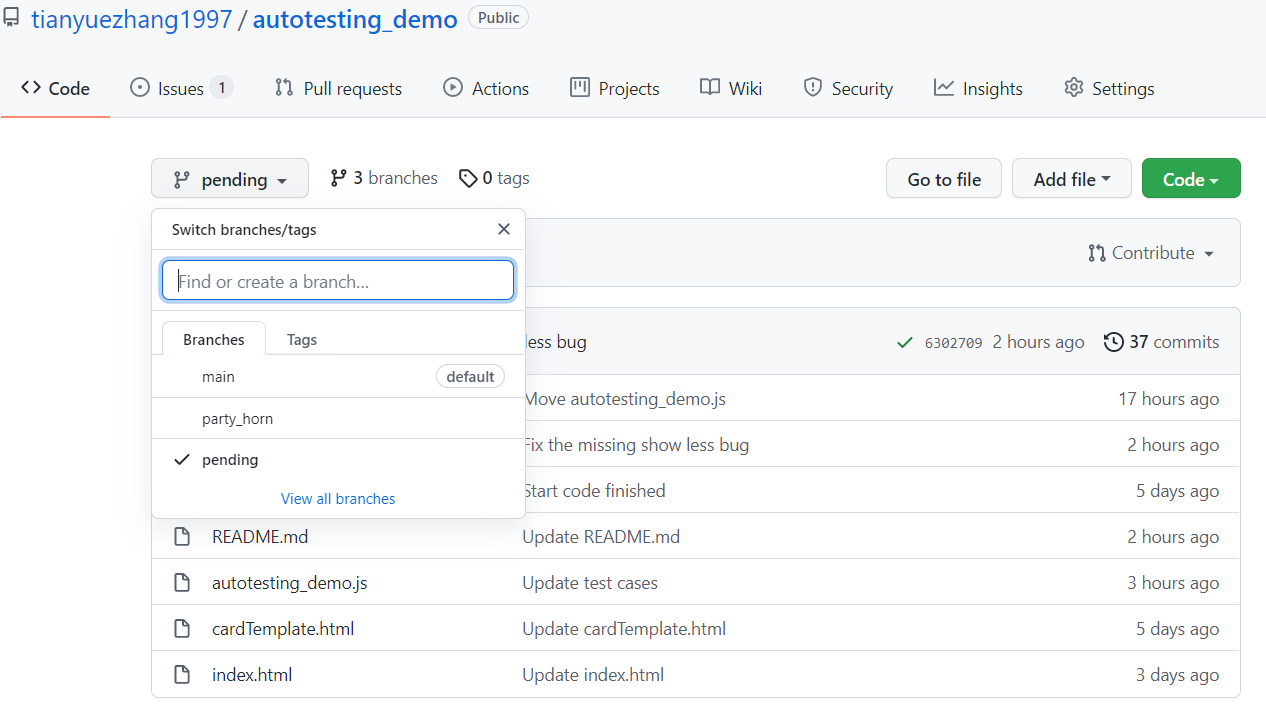 tianyuezhang1997 / autotesting_demo Public
Code Issues 1 Pull requests Actions Projects Wiki Security Insights Settings
pending 3 branches 0 tags Go to file Add file Code
Switch branches/tags
Contribute
Find or create a branch...
Branches Tags
less bug 6302709 2 hours ago 37 commits
main default
Move autotesting_demo.js 17 hours ago
party_horn
Fix the missing show less bug 2 hours ago
pending
Start code finished 5 days ago
View all branches
README.md Update README.md 2 hours ago
autotesting_demo.js Update test cases 3 hours ago
cardTemplate.html Update cardTemplate.html 5 days ago
index.html Update index.html 3 days ago